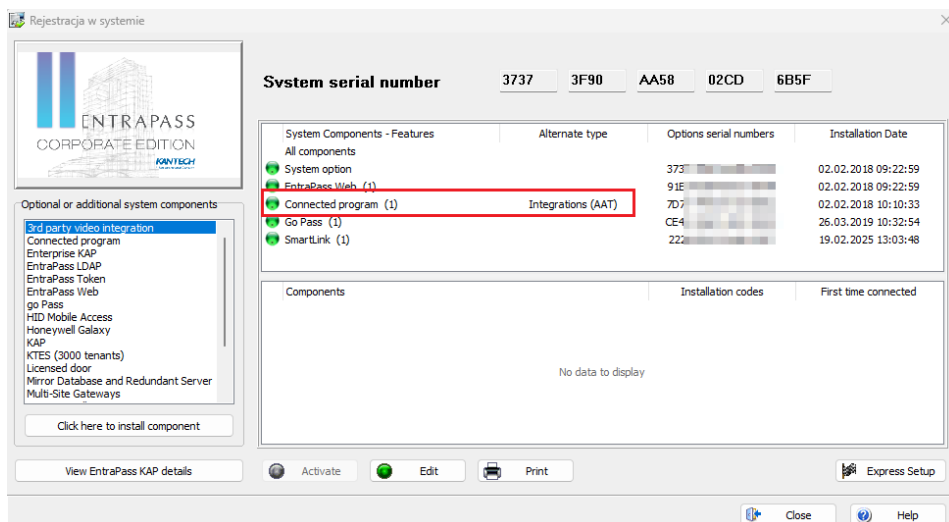 Rejestracja w systemie
ENTRAPASS
CORPORATE EDITION
KANTECH
System serial number 3737 3F90 AA58 02CD 6B5F
System Components - Features Alternate type Options serial numbers Installation Date
All components
System option 373 02.02.2018 09:22:59
EntraPass Web (1) 91E 02.02.2018 09:22:59
Connected program (1) Integrations (AAT) 7D7 02.02.2018 10:10:33
Go Pass (1) CE4 26.03.2019 10:32:54
SmartLink (1) 222 19.02.2025 13:03:48
Optional or additional system components
3rd party video integration
Connected program
Enterprise KAP
EntraPass LDAP
EntraPass Token
EntraPass Web
go Pass
HID Mobile Access
Honeywell Galaxy
KAP
KTES (3000 tenants)
Licensed door
Mirror Database and Redundant Server
Multi-Site Gateways
Click here to install component
Components Installation codes First time connected
No data to display
View EntraPass KAP details
Activate Edit Print Express Setup
Close Help